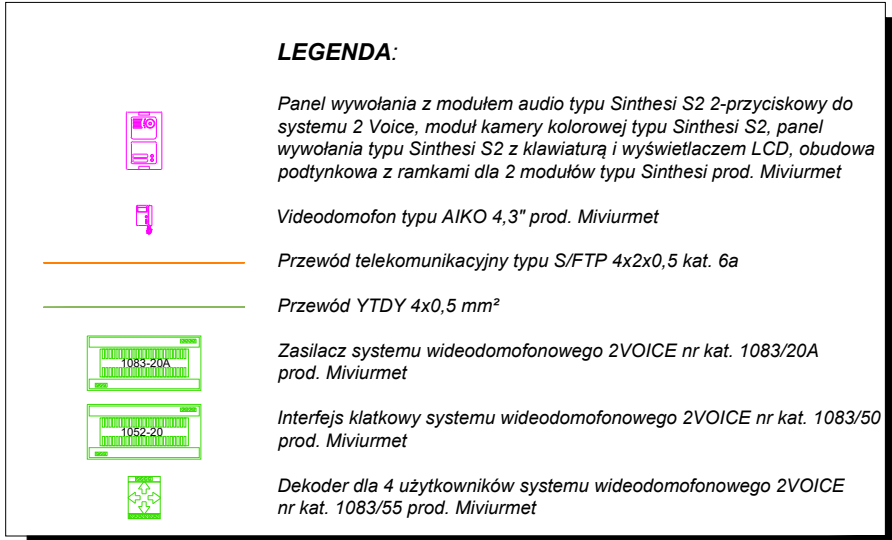 LEGENDA:
Panel wywołania z modułem audio typu Sinthesi S2 2-przyciskowy do
systemu 2 Voice, moduł kamery kolorowej typu Sinthesi S2, panel
wywołania typu Sinthesi S2 z klawiaturą i wyświetlaczem LCD, obudowa
podtynkowa z ramkami dla 2 modułów typu Sinthesi prod. Miviurmet
Videodomofon typu AIKO 4,3" prod. Miviurmet
Przewód telekomunikacyjny typu S/FTP 4x2x0,5 kat. 6a
Przewód YTDY 4x0,5 mm²
1083-20A
Zasilacz systemu wideodomofonowego 2VOICE nr kat. 1083/20A
prod. Miviurmet
1052-20
Interfejs klatkowy systemu wideodomofonowego 2VOICE nr kat. 1083/50
prod. Miviurmet
Dekoder dla 4 użytkowników systemu wideodomofonowego 2VOICE
nr kat. 1083/55 prod. Miviurmet